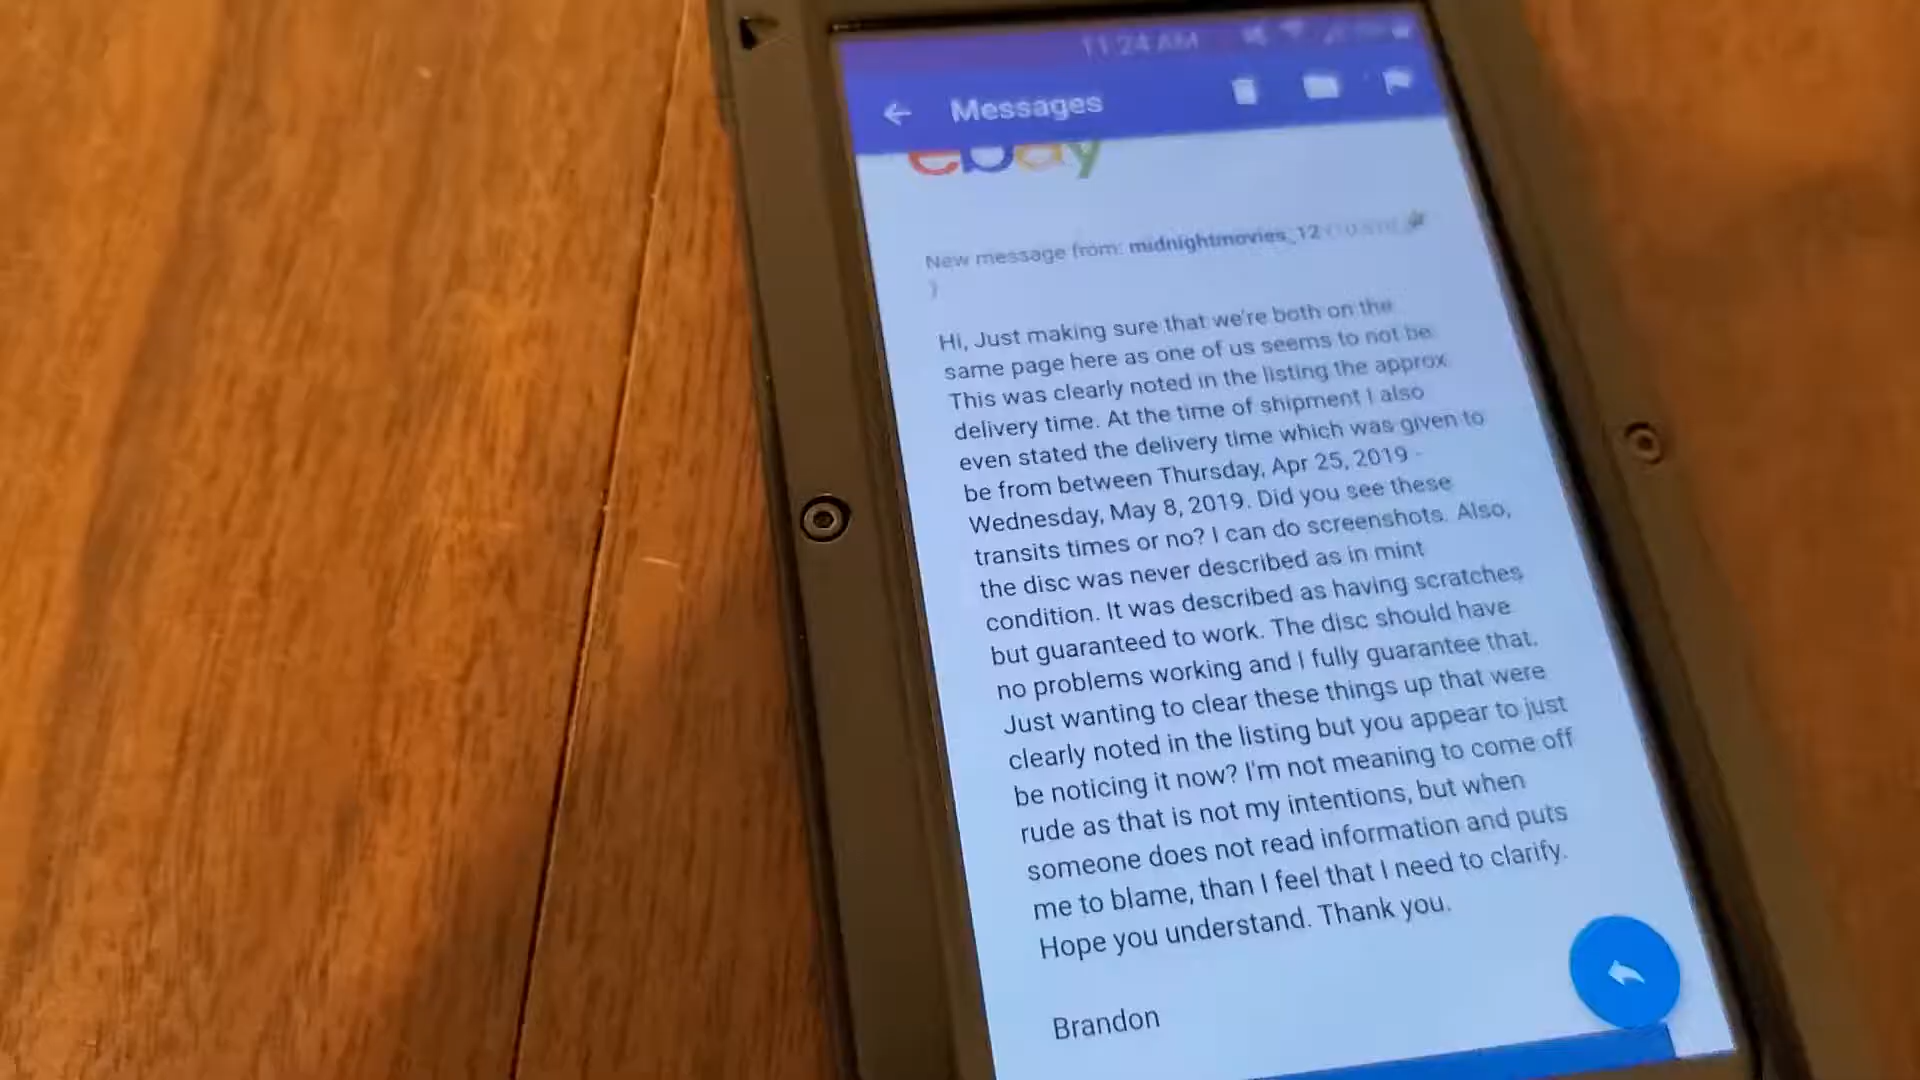 11:24 AM
Messages
ebay
New message from: midnightmovies_12
)
Hi, Just making sure that we're both on the
same page here as one of us seems to not be.
This was clearly noted in the listing the approx
delivery time. At the time of shipment I also
even stated the delivery time which was given to
be from between Thursday, Apr 25, 2019 -
Wednesday, May 8, 2019. Did you see these
transits times or no? I can do screenshots. Also,
the disc was never described as in mint
condition. It was described as having scratches
but guaranteed to work. The disc should have
no problems working and I fully guarantee that.
Just wanting to clear these things up that were
clearly noted in the listing but you appear to just
be noticing it now? I'm not meaning to come off
rude as that is not my intentions, but when
someone does not read information and puts
me to blame, than I feel that I need to clarify.
Hope you understand. Thank you.
Brandon